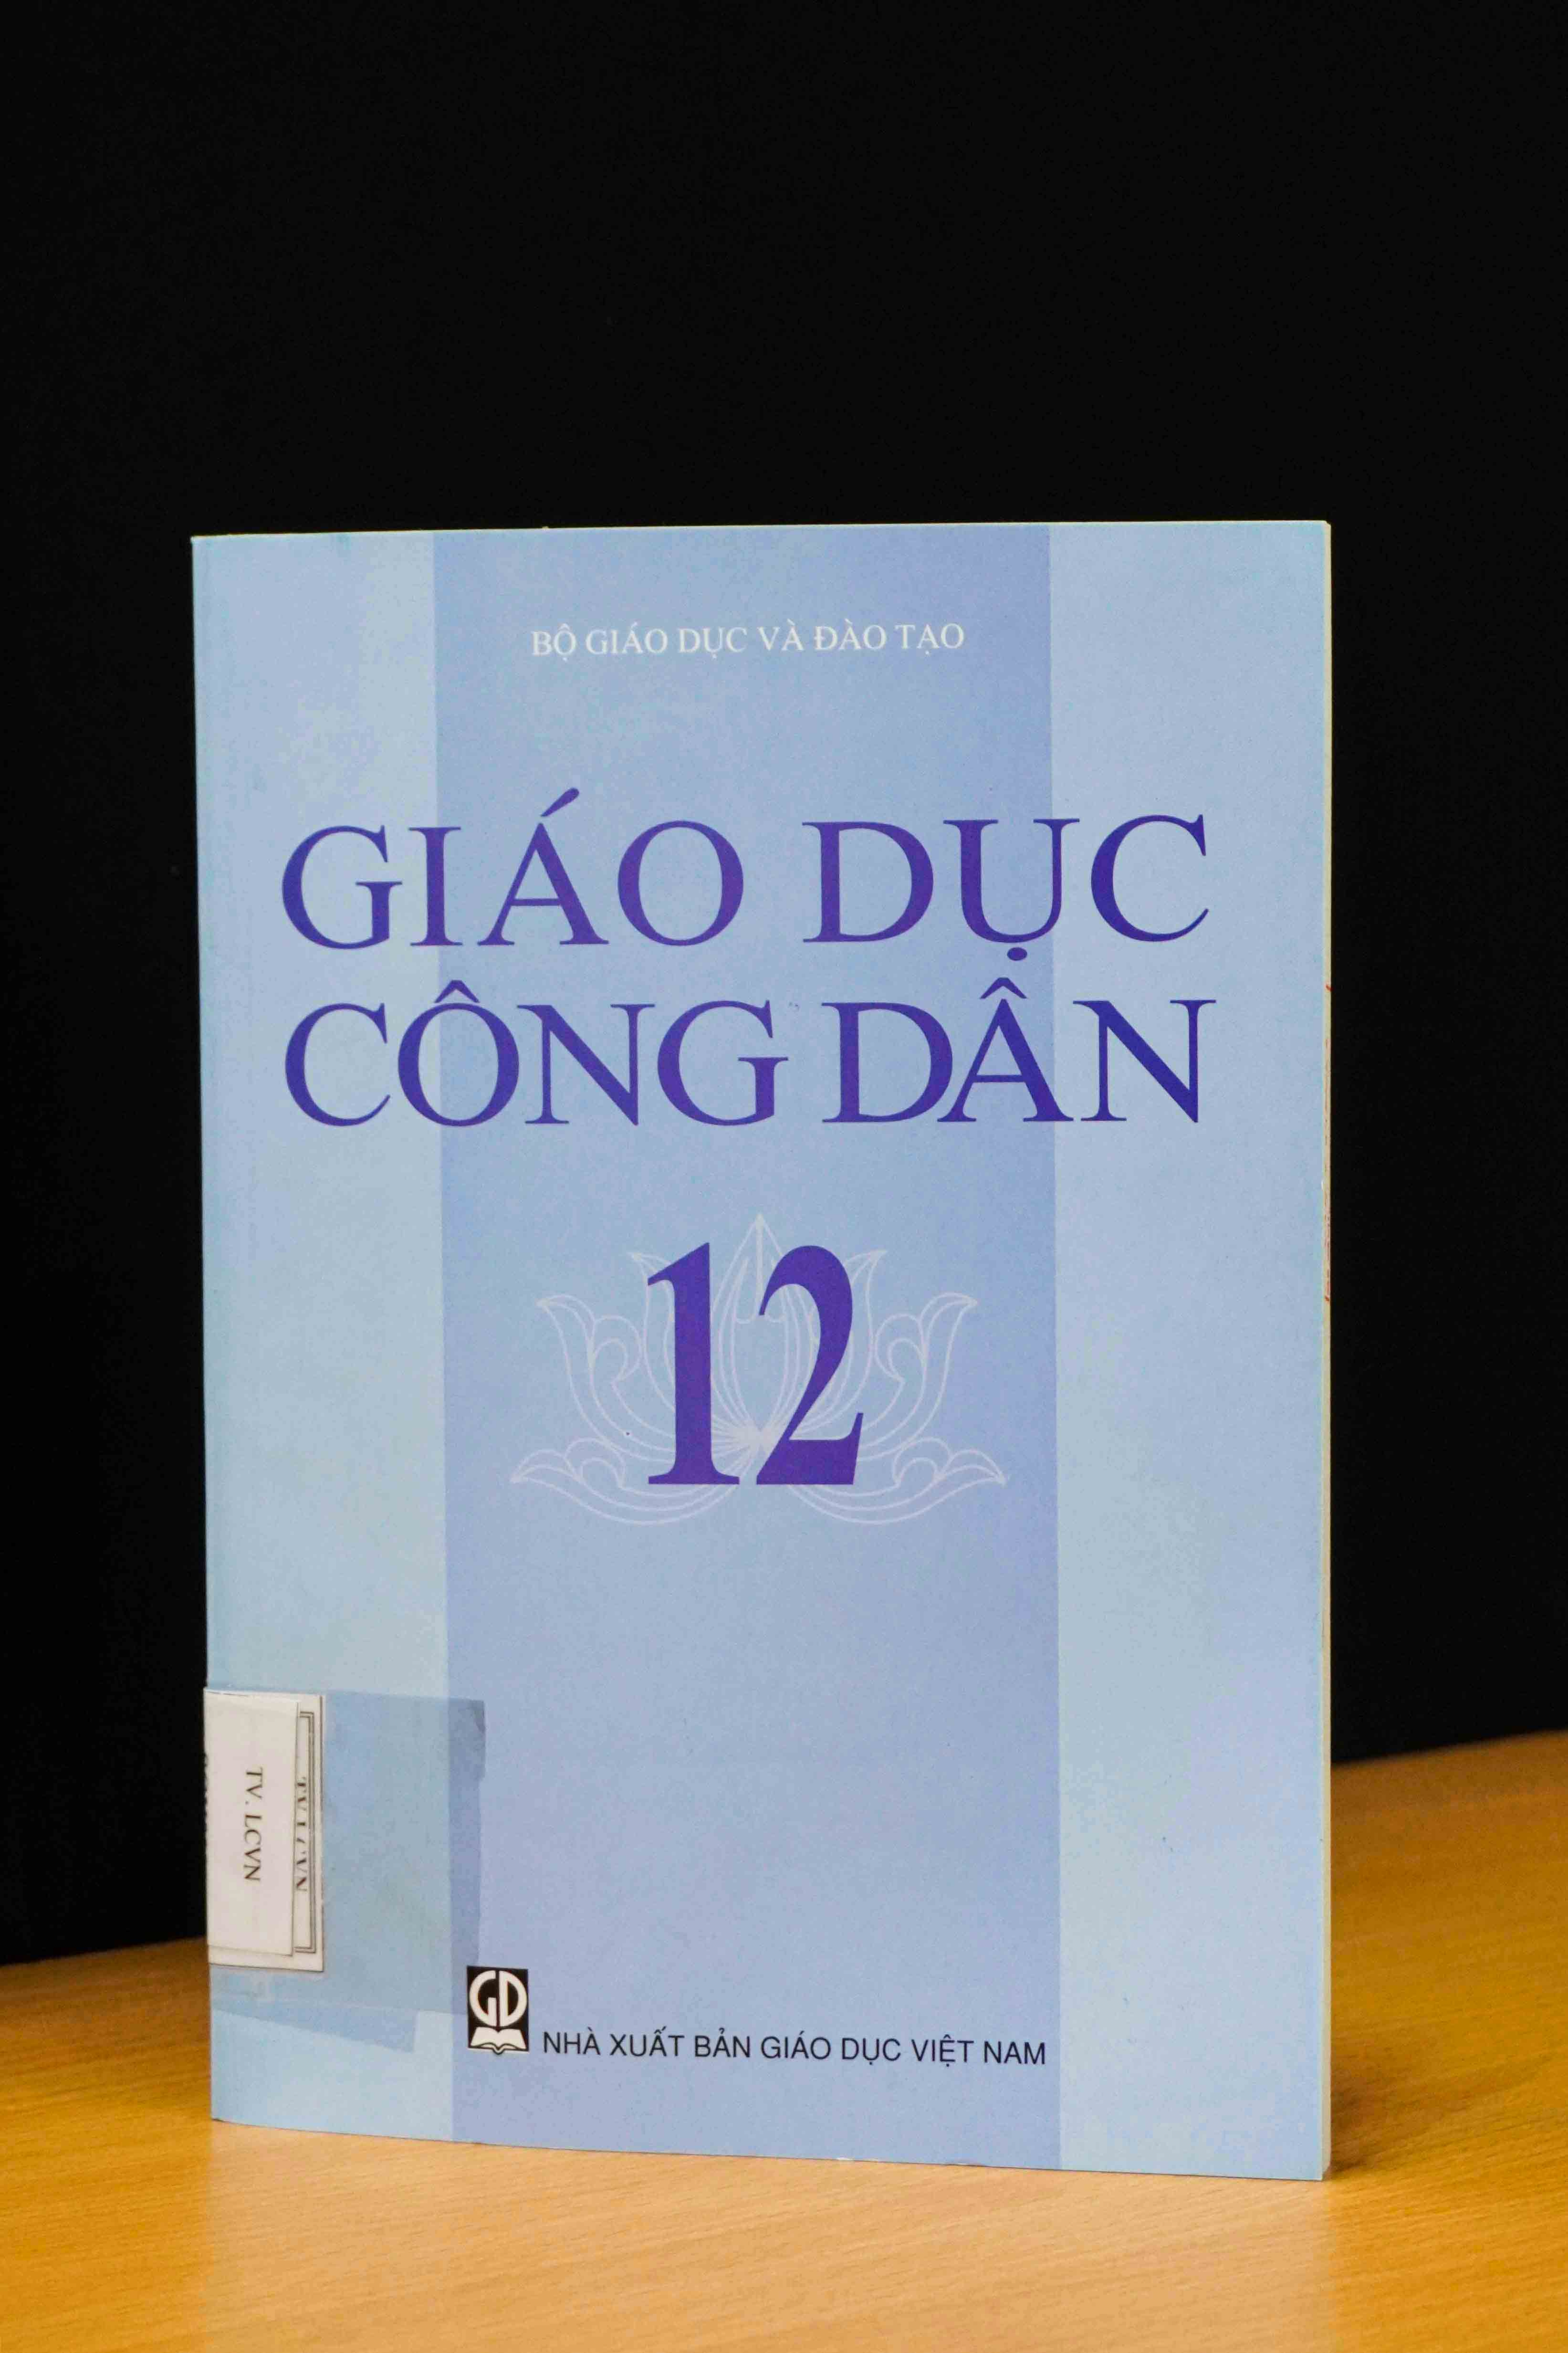 BỘ GIÁO DỤC VÀ ĐÀO TẠO
GIÁO DỤC
CÔNG DÂN
12
TV. LCVN
TV. LCVN
GD
NHÀ XUẤT BẢN GIÁO DỤC VIỆT NAM